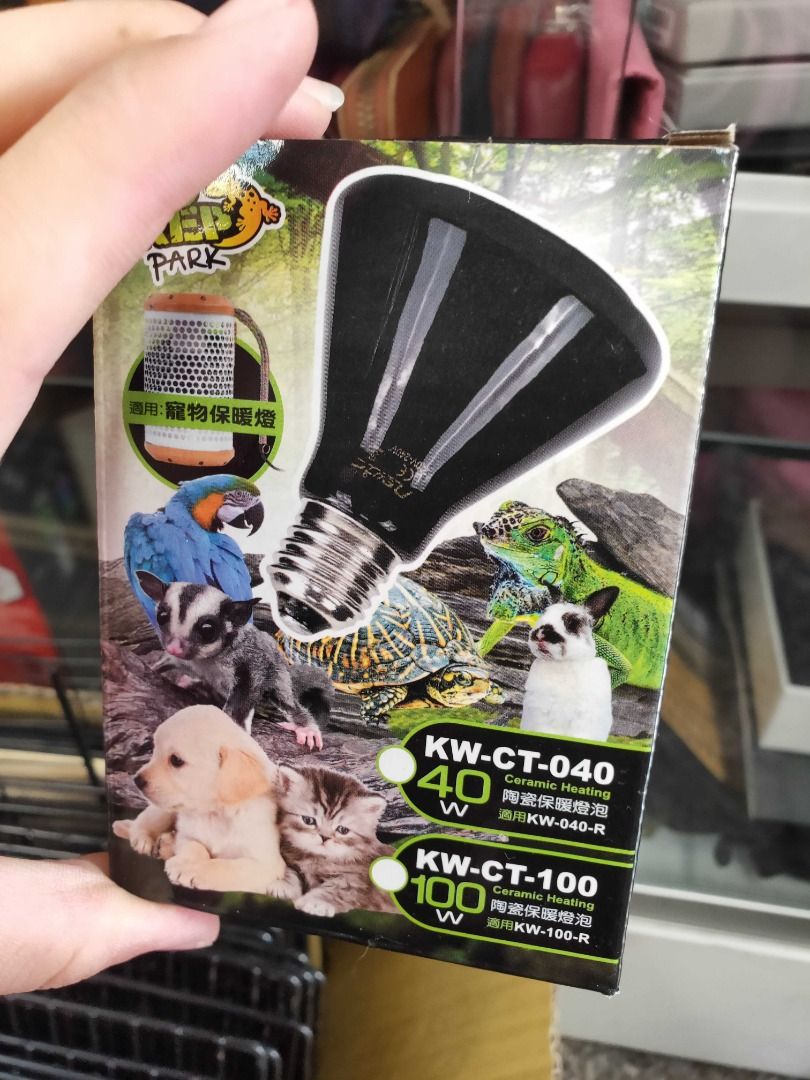 PARK
適用:寵物保暖燈
KW-CT-040
40W
Ceramic Heating
陶瓷保暖燈泡
適用KW-040-R
KW-CT-100
100W
Ceramic Heating
陶瓷保暖燈泡
適用KW-100-R